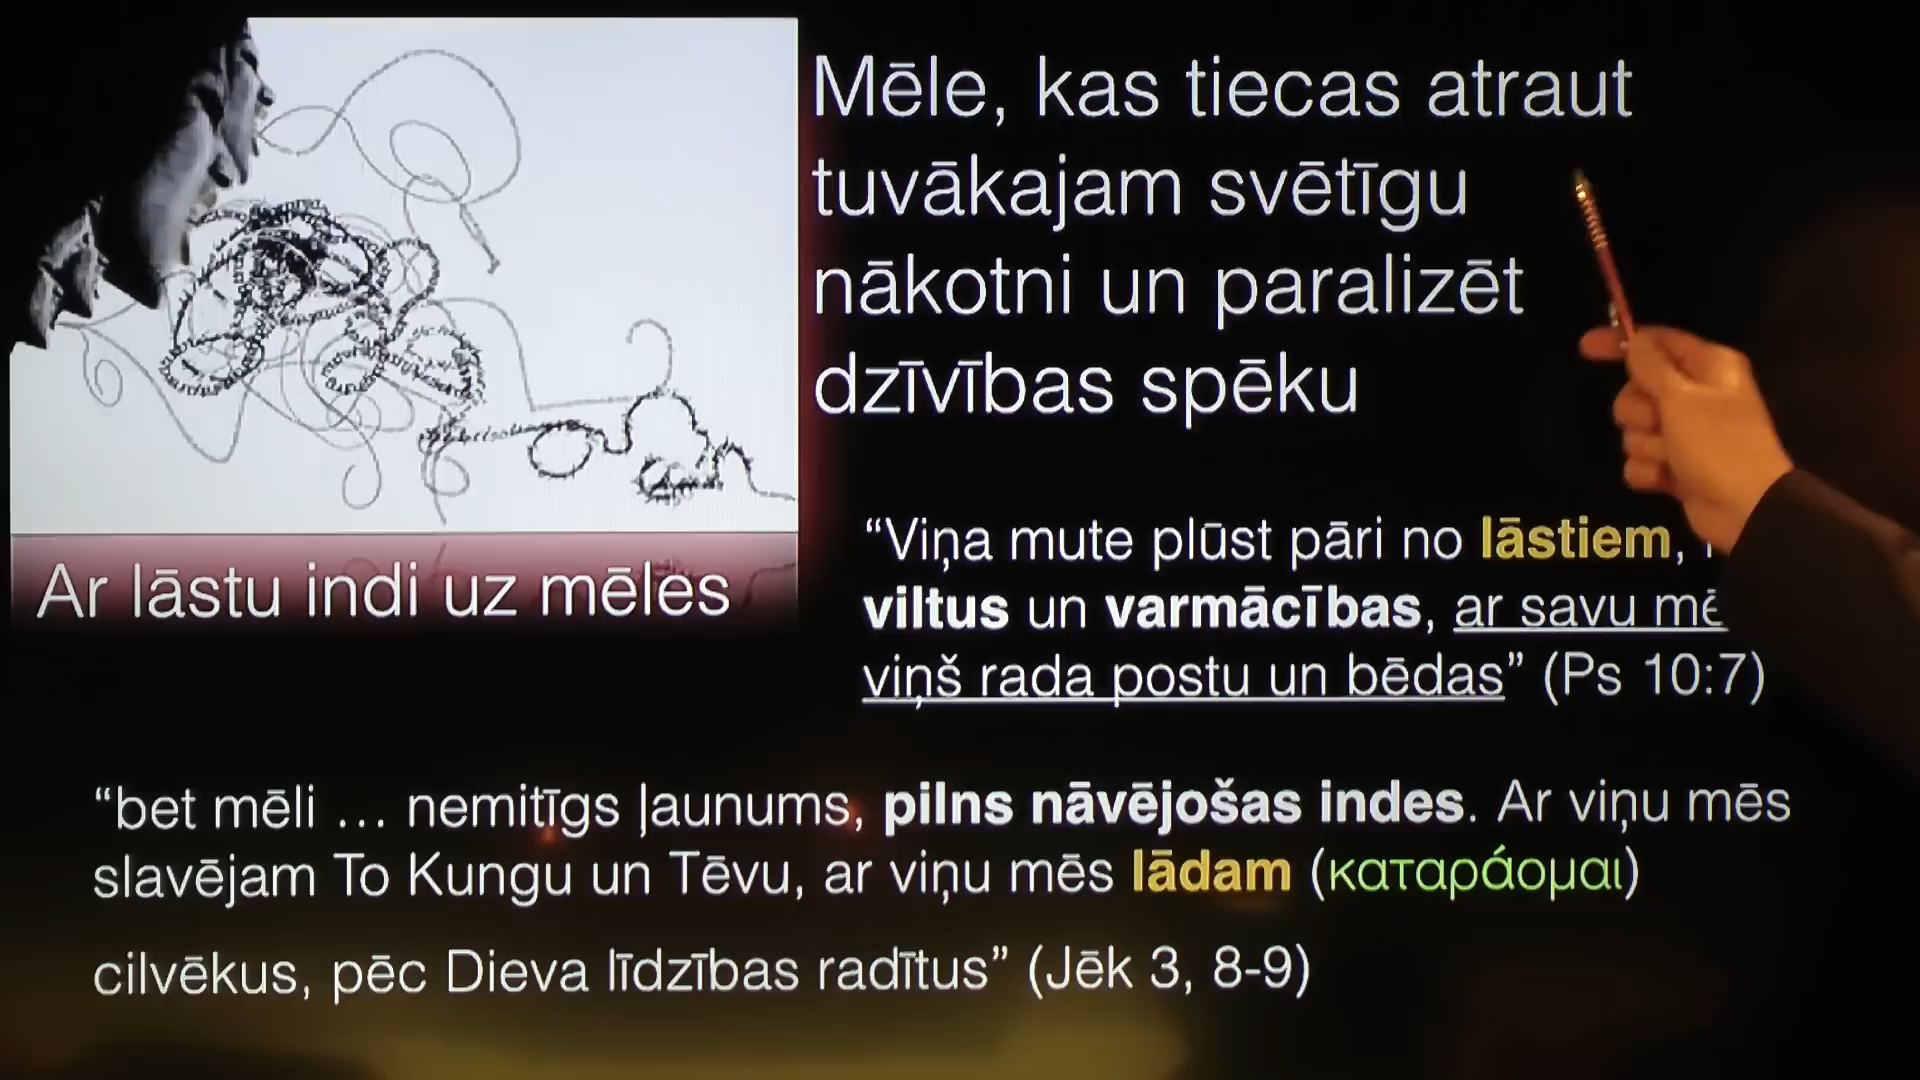 Mēle, kas tiecas atraut
tuvākajam svētīgu
nākotni un paralizēt
dzīvības spēku
Ar lāstu indi uz mēles
“Viņa mute plūst pāri no lāstiem,
viltus un varmācības, ar savu
viņš rada postu un bēdas” (Ps 10:7)
“bet mēli … nemitīgs ļaunums, pilns nāvējošas indes. Ar viņu mēs
slavējam To Kungu un Tēvu, ar viņu mēs lādam (καταράομαι)
cilvēkus, pēc Dieva līdzības radītus” (Jēk 3, 8-9)